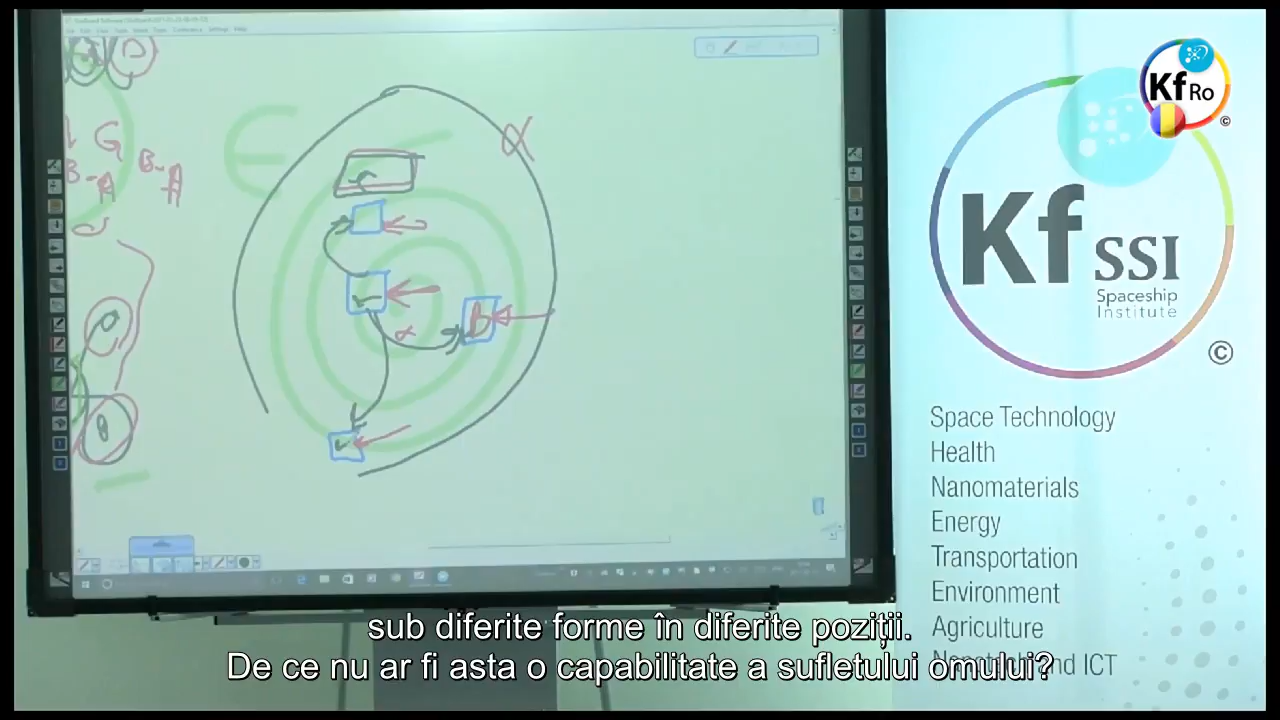 Kf Ro
©
α
α
B
G
B-A
B-A
Kf SSI
Spaceship
Institute
©
Space Technology
Health
Nanomaterials
Energy
Transportation
Environment
Agriculture
and ICT
sub diferite forme în diferite poziții.
De ce nu ar fi asta o capabilitate a sufletului omului?